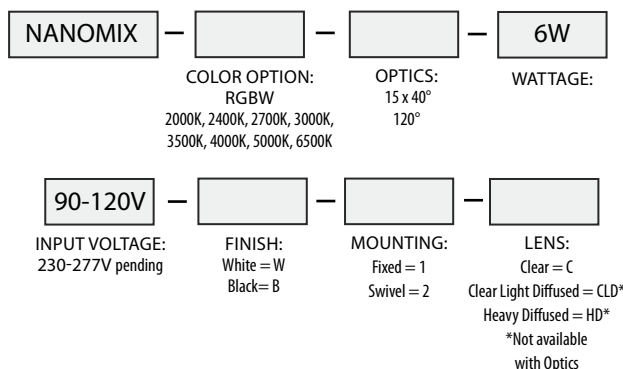 NANOMIX – – – 6W
COLOR OPTION:
RGBW
2000K, 2400K, 2700K, 3000K,
3500K, 4000K, 5000K, 6500K
OPTICS:
15 x 40°
120°
WATTAGE:
90-120V – – –
INPUT VOLTAGE:
230-277V pending
FINISH:
White = W
Black= B
MOUNTING:
Fixed = 1
Swivel = 2
LENS:
Clear = C
Clear Light Diffused = CLD*
Heavy Diffused = HD*
*Not available
with Optics